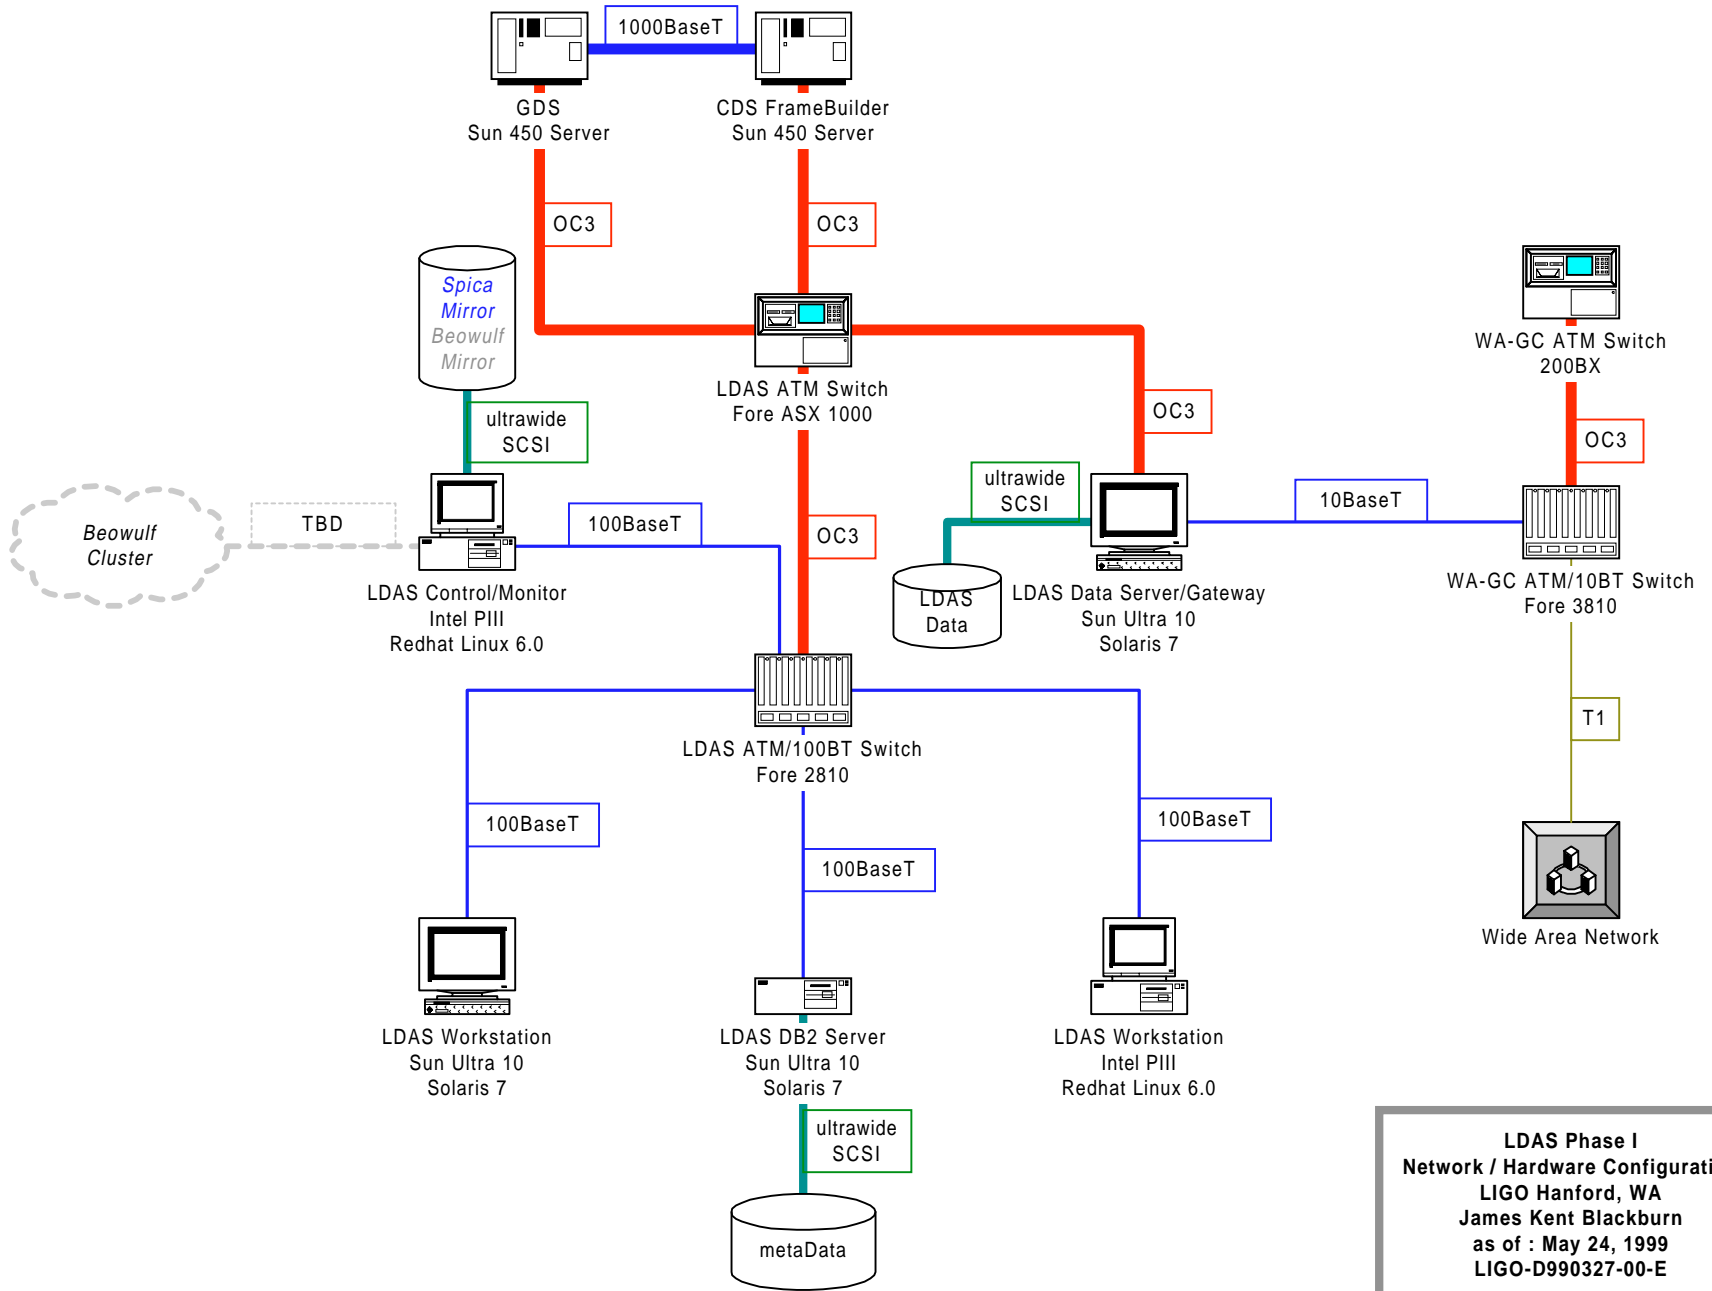 1000BaseT
GDS
Sun 450 Server
CDS FrameBuilder
Sun 450 Server
OC3
OC3
Spica
Mirror
Beowulf
Mirror
LDAS ATM Switch
Fore ASX 1000
WA-GC ATM Switch
200BX
ultrawide
SCSI
OC3
OC3
ultrawide
SCSI
10BaseT
Beowulf
Cluster
TBD
100BaseT
OC3
LDAS Control/Monitor
Intel PIII
Redhat Linux 6.0
LDAS
Data
LDAS Data Server/Gateway
Sun Ultra 10
Solaris 7
WA-GC ATM/10BT Switch
Fore 3810
T1
LDAS ATM/100BT Switch
Fore 2810
100BaseT
100BaseT
100BaseT
Wide Area Network
LDAS Workstation
Sun Ultra 10
Solaris 7
LDAS DB2 Server
Sun Ultra 10
Solaris 7
LDAS Workstation
Intel PIII
Redhat Linux 6.0
ultrawide
SCSI
metaData
LDAS Phase I
Network / Hardware Configurati
LIGO Hanford, WA
James Kent Blackburn
as of : May 24, 1999
LIGO-D990327-00-E